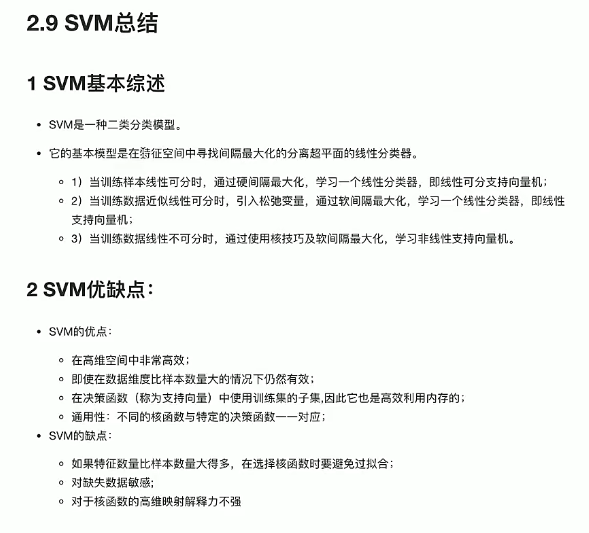 2.9 SVM总结
1 SVM基本综述
SVM是一种二类分类模型。
它的基本模型是在特征空间中寻找间隔最大化的分离超平面的线性分类器。
1）当训练样本线性可分时，通过硬间隔最大化，学习一个线性分类器，即线性可分支持向量机；
2）当训练数据近似线性可分时，引入松弛变量，通过软间隔最大化，学习一个线性分类器，即线性
支持向量机；
3）当训练数据线性不可分时，通过使用核技巧及软间隔最大化，学习非线性支持向量机。
2 SVM优缺点：
SVM的优点：
在高维空间中非常高效；
即使在数据维度比样本数量大的情况下仍然有效；
在决策函数（称为支持向量）中使用训练集的子集,因此它也是高效利用内存的；
通用性：不同的核函数与特定的决策函数一一对应；
SVM的缺点：
如果特征数量比样本数量大得多，在选择核函数时要避免过拟合；
对缺失数据敏感;
对于核函数的高维映射解释力不强